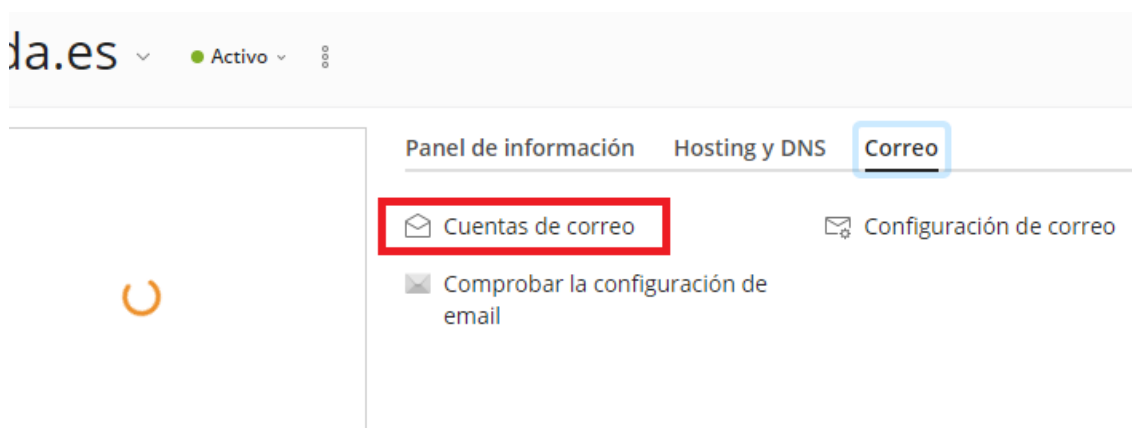 da.es
Activo
Panel de información Hosting y DNS Correo
Cuentas de correo Configuración de correo
Comprobar la configuración de
email